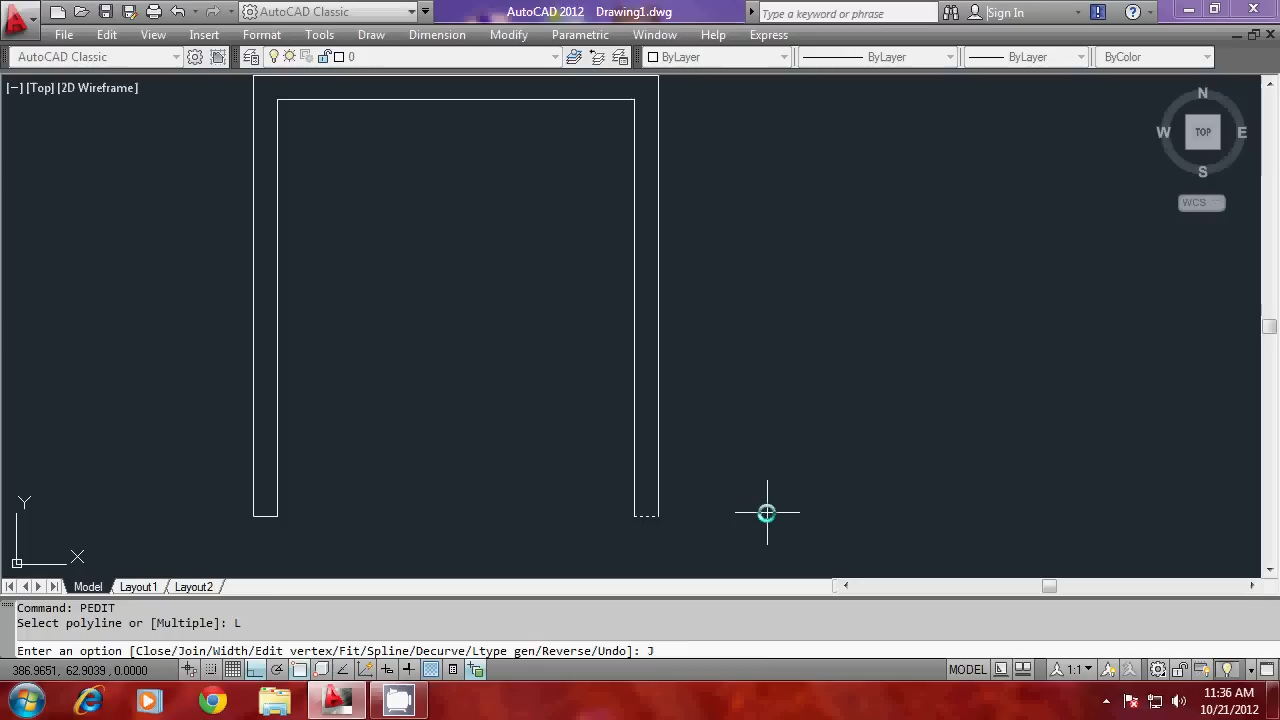 AutoCAD Classic
AutoCAD 2012 Drawing1.dwg
Type a keyword or phrase
Sign In
File Edit View Insert Format Tools Draw Dimension Modify Parametric Window Help Express
AutoCAD Classic
0
ByLayer
ByLayer
ByLayer
ByColor
[−] [Top] [2D Wireframe]
N
W TOP E
S
WCS
Y
X
Model Layout1 Layout2
Command: PEDIT
Select polyline or [Multiple]: L
Enter an option [Close/Join/Width/Edit vertex/Fit/Spline/Decurve/Ltype gen/Reverse/Undo]: J
386.9651, 62.9039, 0.0000
MODEL
1:1
11:36 AM
10/21/2012